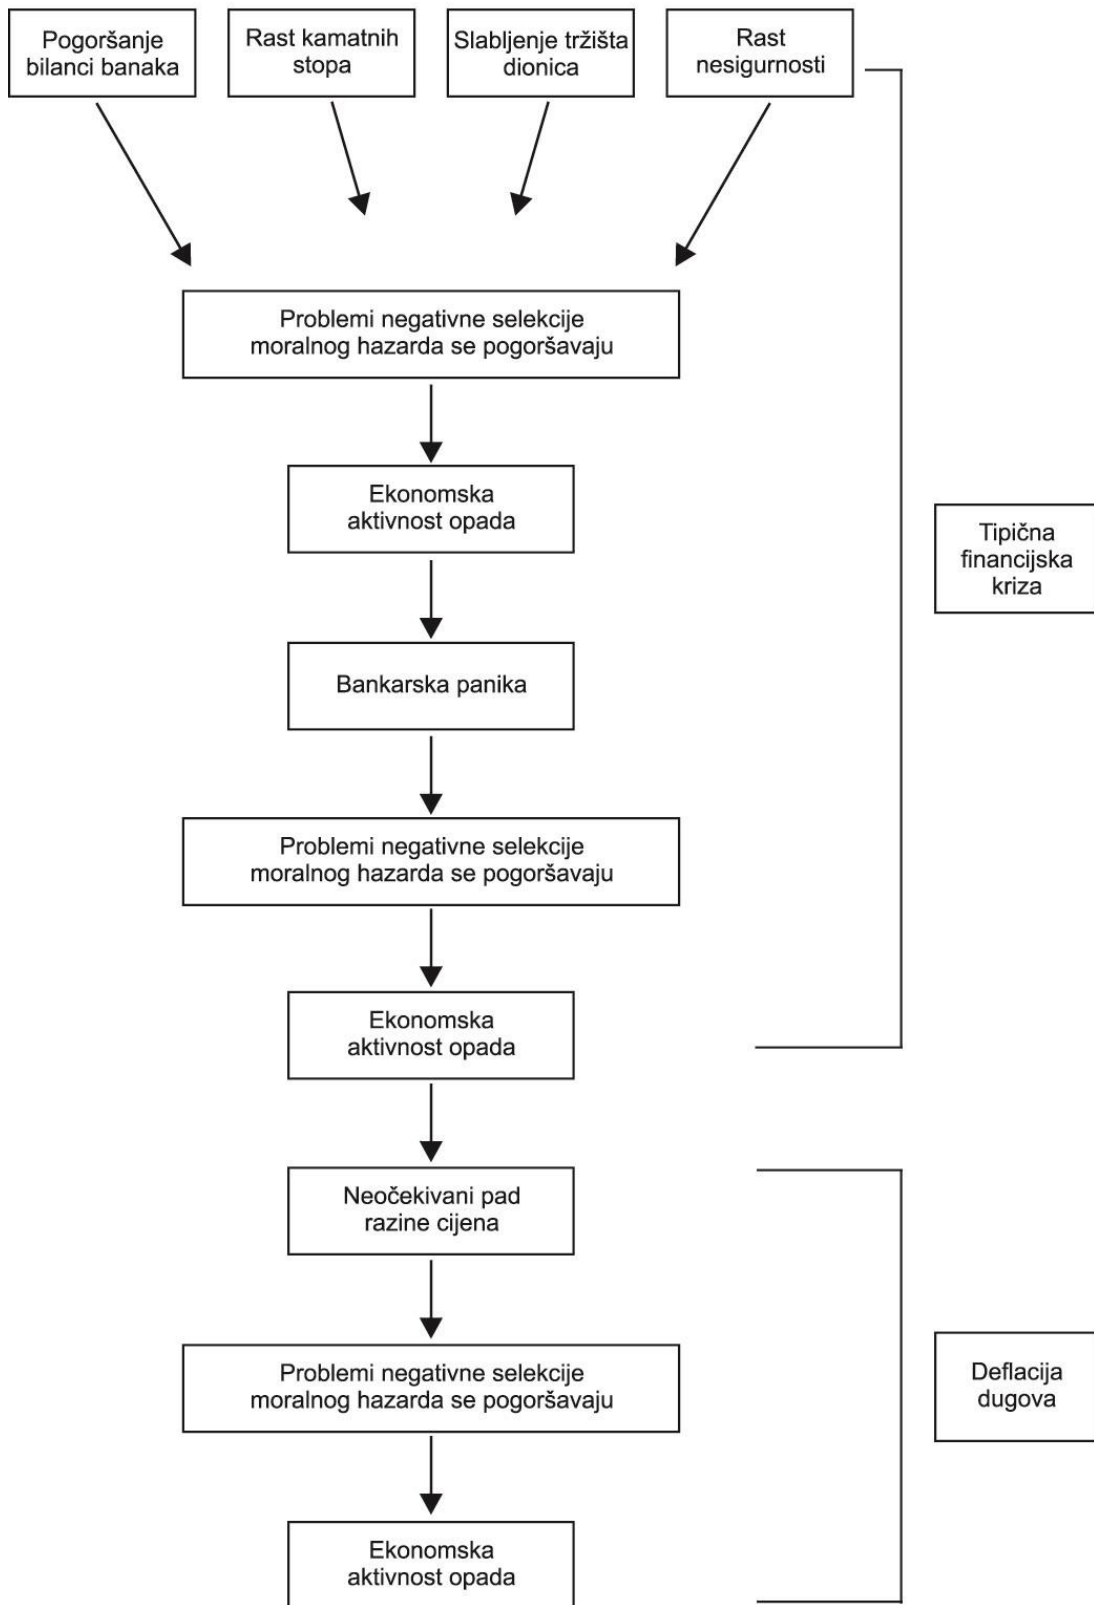 Pogoršanje
bilanci banaka
Rast kamatnih
stopa
Slabljenje tržišta
dionica
Rast
nesigurnosti
Problemi negativne selekcije
moralnog hazarda se pogoršavaju
Ekonomska
aktivnost opada
Bankarska panika
Problemi negativne selekcije
moralnog hazarda se pogoršavaju
Ekonomska
aktivnost opada
Tipična
financijska
kriza
Neočekivani pad
razine cijena
Problemi negativne selekcije
moralnog hazarda se pogoršavaju
Ekonomska
aktivnost opada
Deflacija
dugova